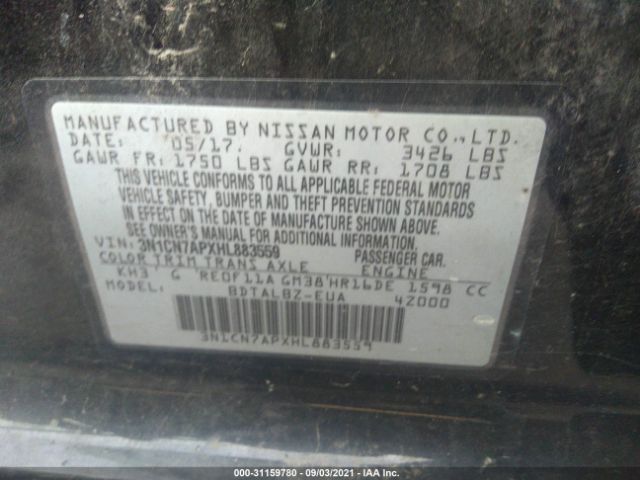 MANUFACTURED BY NISSAN MOTOR CO.,LTD.
DATE: 05/17. GVWR: 3426 LBS
GAWR FR: 1750 LBS GAWR RR: 1708 LBS
THIS VEHICLE CONFORMS TO ALL APPLICABLE FEDERAL MOTOR
VEHICLE SAFETY, BUMPER AND THEFT PREVENTION STANDARDS
IN EFFECT ON THE DATE OF MANUFACTURE SHOWN ABOVE.
SEE OWNER'S MANUAL FOR ADDITIONAL INFORMATION.
VIN: 3N1CN7APXHL883559 PASSENGER CAR.
COLOR TRIM TRANS AXLE ENGINE
KH3 G RE0F11A GM38 HR16DE 1598 CC
BDTALBZ-EUA 4Z000
3N1CN7APXHL883559
000-31159780 - 09/03/2021 - IAA Inc.